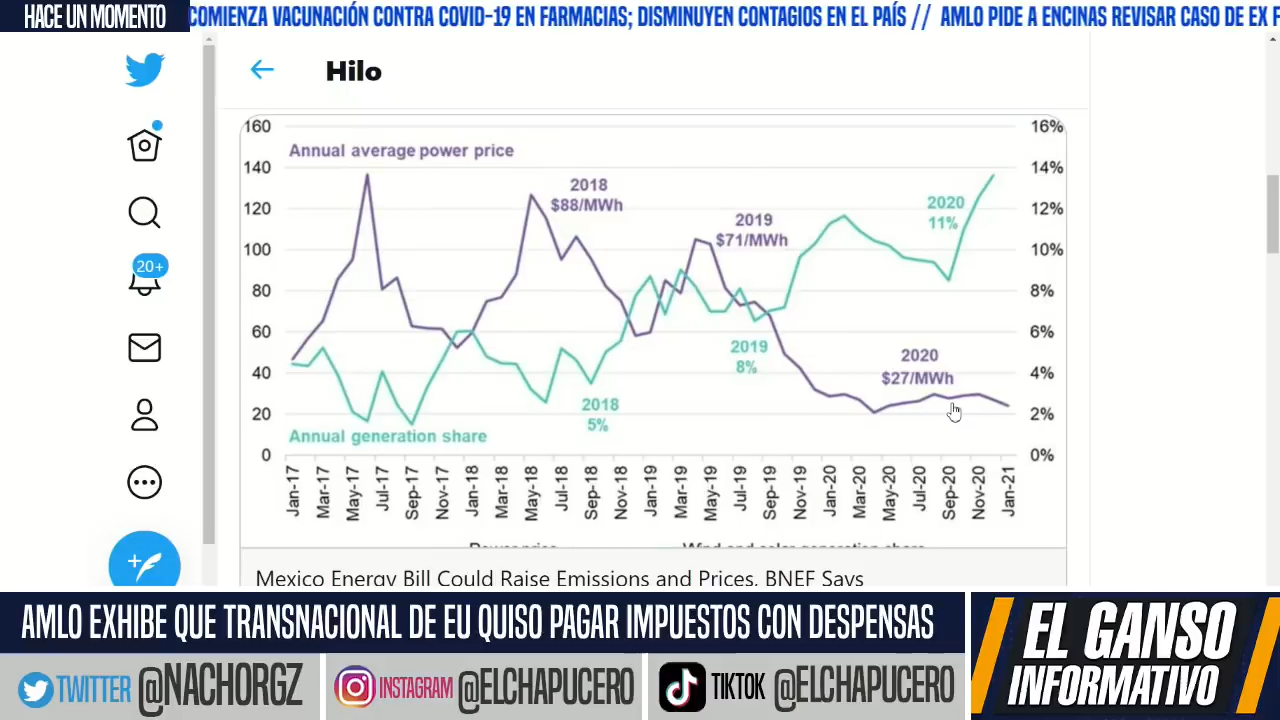 HACE UN MOMENTO
COMIENZA VACUNACIÓN CONTRA COVID-19 EN FARMACIAS; DISMINUYEN CONTAGIOS EN EL PAÍS // AMLO PIDE A ENCINAS REVISAR CASO DE EX F
Hilo
20+
160
140
120
100
80
60
40
20
0
16%
14%
12%
10%
8%
6%
4%
2%
0%
Annual average power price
2018
$88/MWh
2019
$71/MWh
2020
11%
2019
8%
2020
$27/MWh
2018
5%
Annual generation share
Jan-17
Mar-17
May-17
Jul-17
Sep-17
Nov-17
Jan-18
Mar-18
May-18
Jul-18
Sep-18
Nov-18
Jan-19
Mar-19
May-19
Jul-19
Sep-19
Nov-19
Jan-20
Mar-20
May-20
Jul-20
Sep-20
Nov-20
Jan-21
Power price
Wind and solar generation share
Mexico Energy Bill Could Raise Emissions and Prices, BNEF Says
AMLO EXHIBE QUE TRANSNACIONAL DE EU QUISO PAGAR IMPUESTOS CON DESPENSAS
EL GANSO
INFORMATIVO
TWITTER @NACHORGZ
INSTAGRAM @ELCHAPUCERO
TIKTOK @ELCHAPUCERO